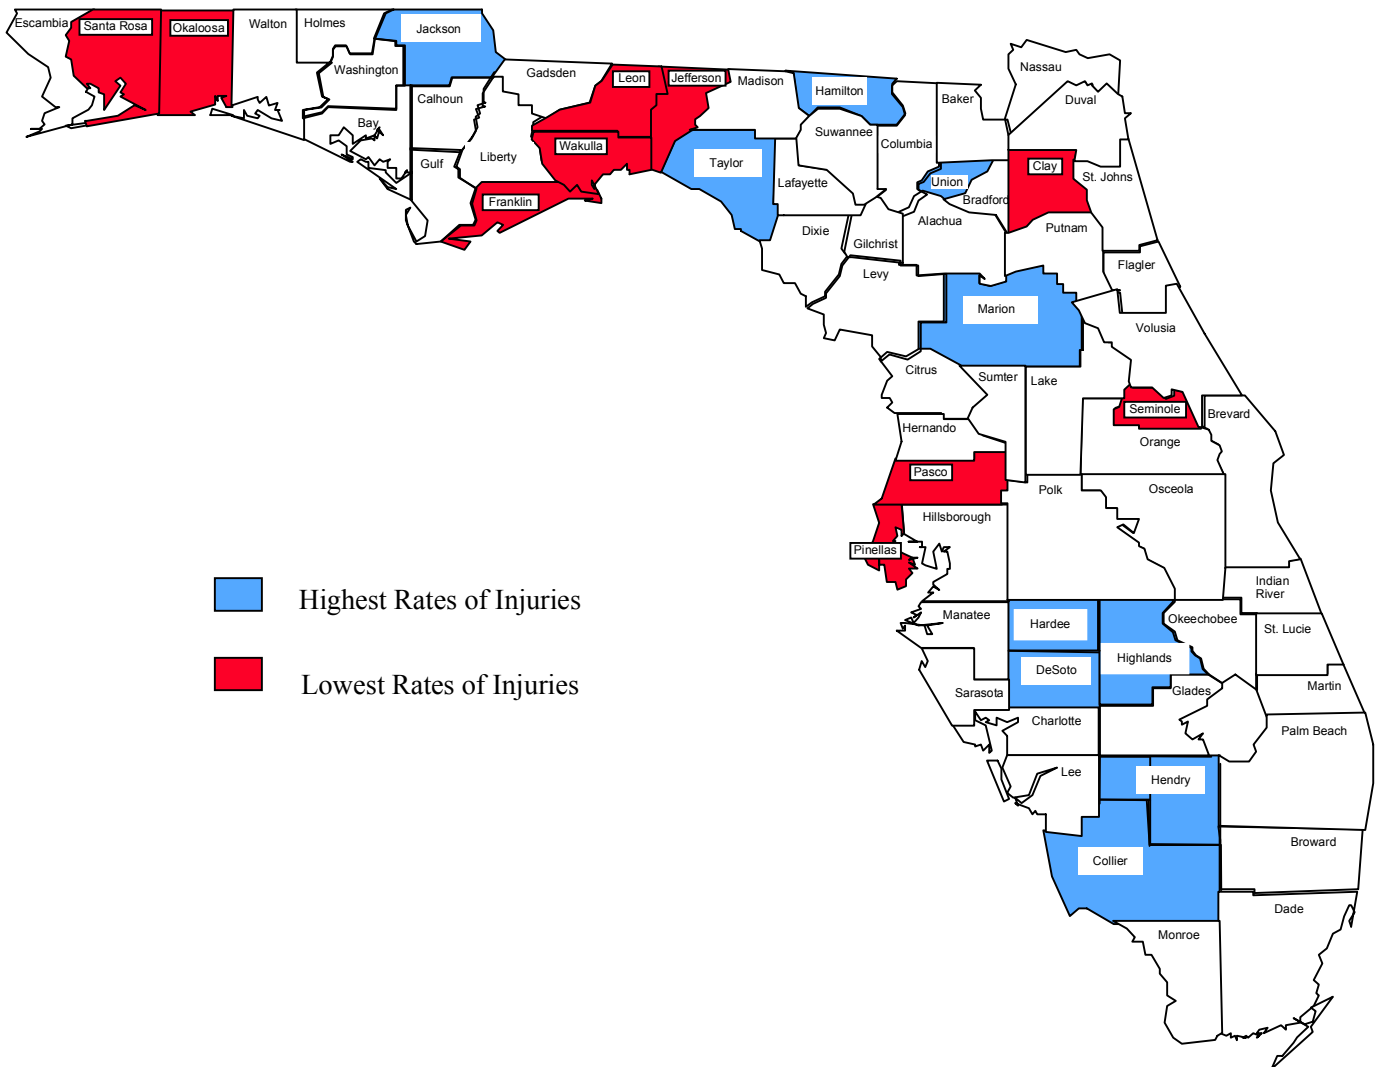 Escambia
Santa Rosa
Okaloosa
Walton
Holmes
Jackson
Washington
Gadsden
Leon
Jefferson
Madison
Hamilton
Nassau
Baker
Duval
Calhoun
Bay
Suwannee
Columbia
Wakulla
Liberty
Gulf
Taylor
Lafayette
Union
Clay
St. Johns
Franklin
Bradford
Alachua
Putnam
Dixie
Gilchrist
Flagler
Levy
Marion
Volusia
Citrus
Sumter
Lake
Seminole
Brevard
Hernando
Orange
Pasco
Polk
Osceola
Hillsborough
Pinellas
Indian
River
Highest Rates of Injuries
Manatee
Hardee
Okeechobee
St. Lucie
Highlands
DeSoto
Lowest Rates of Injuries
Sarasota
Glades
Martin
Charlotte
Palm Beach
Lee
Hendry
Broward
Collier
Dade
Monroe